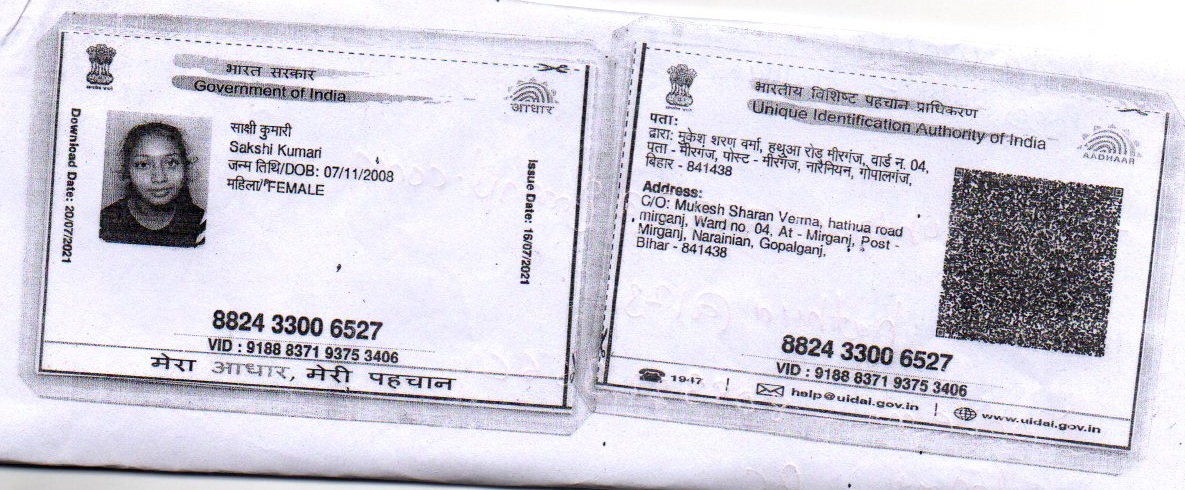 भारत सरकार
Government of India
आधार
Download Date: 20/07/2021
साक्षी कुमारी
Sakshi Kumari
जन्म तिथि/DOB: 07/11/2008
महिला/ FEMALE
Issue Date: 16/07/2021
8824 3300 6527
VID : 9188 8371 9375 3406
मेरा आधार, मेरी पहचान
भारतीय विशिष्ट पहचान प्राधिकरण
Unique Identification Authority of India
AADHAAR
पता:
द्वारा: मुकेश शरण वर्मा, हथुआ रोड़ मीरगंज, वार्ड न. 04,
पता - मीरगंज, पोस्ट - मीरगंज, नारैनियन, गोपालगंज,
बिहार - 841438
Address:
C/O: Mukesh Sharan Verma, hathua road
mirganj, Ward no. 04, At - Mirganj, Post -
Mirganj, Narainian, Gopalganj,
Bihar - 841438
8824 3300 6527
VID : 9188 8371 9375 3406
1947 | help@uidai.gov.in | www.uidai.gov.in